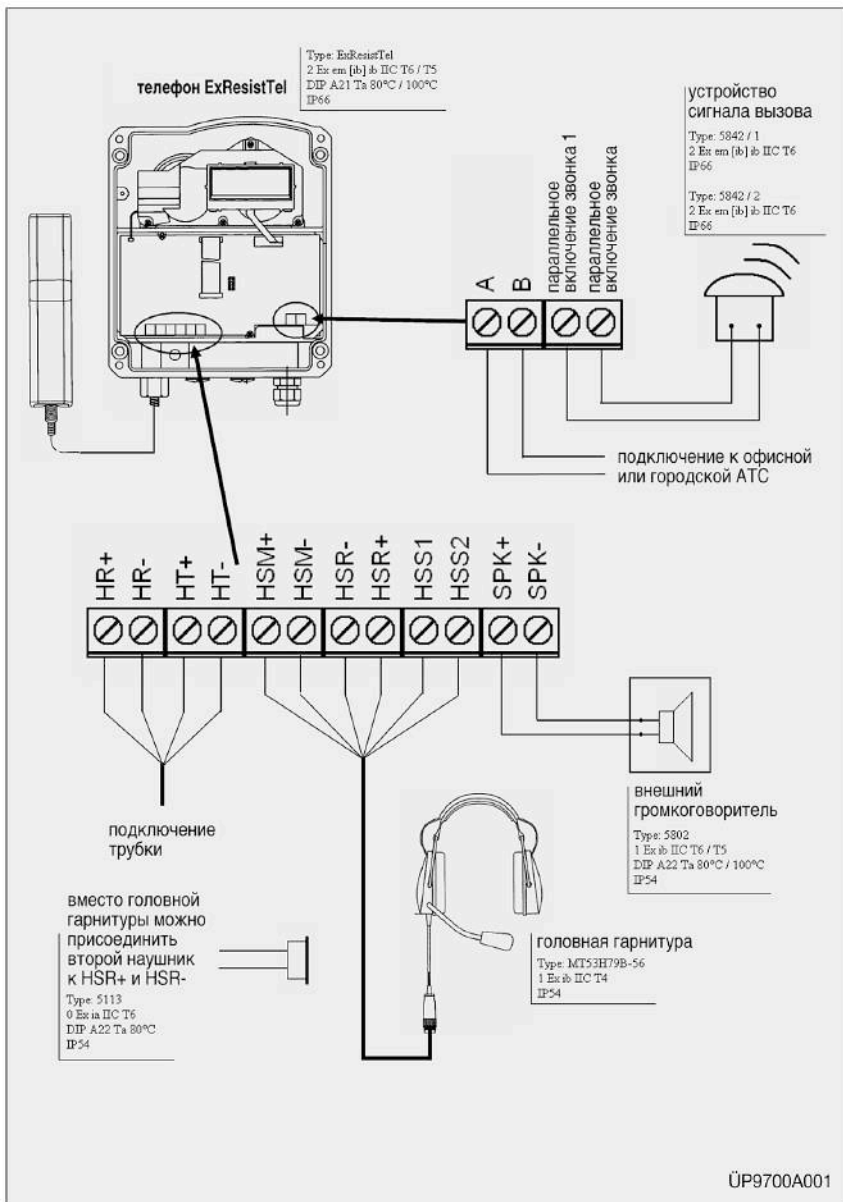 телефон ExResistTel
Type: ExResistTel
2 Ex em [ib] ib IIC T6 / T5
DIP A21 Ta 80°C / 100°C
IP66
устройство
сигнала вызова
Type: 5842 / 1
2 Ex em [ib] ib IIC T6
IP66
Type: 5842 / 2
2 Ex em [ib] ib IIC T6
IP66
A
B
параллельное
включение звонка 1
параллельное
включение звонка
подключение к офисной
или городской АТС
HR+
HR-
HT+
HT-
HSM+
HSM-
HSR-
HSR+
HSS1
HSS2
SPK+
SPK-
подключение
трубки
внешний
громкоговоритель
Type: 5802
1 Ex ib IIC T6 / T5
DIP A22 Ta 80°C / 100°C
IP54
вместо головной
гарнитуры можно
присоединить
второй наушник
к HSR+ и HSR-
Type: 5113
0 Ex ia IIC T6
DIP A22 Ta 80°C
IP54
головная гарнитура
Type: MT53H79B-56
1 Ex ib IIC T4
IP54
ÜP9700A001